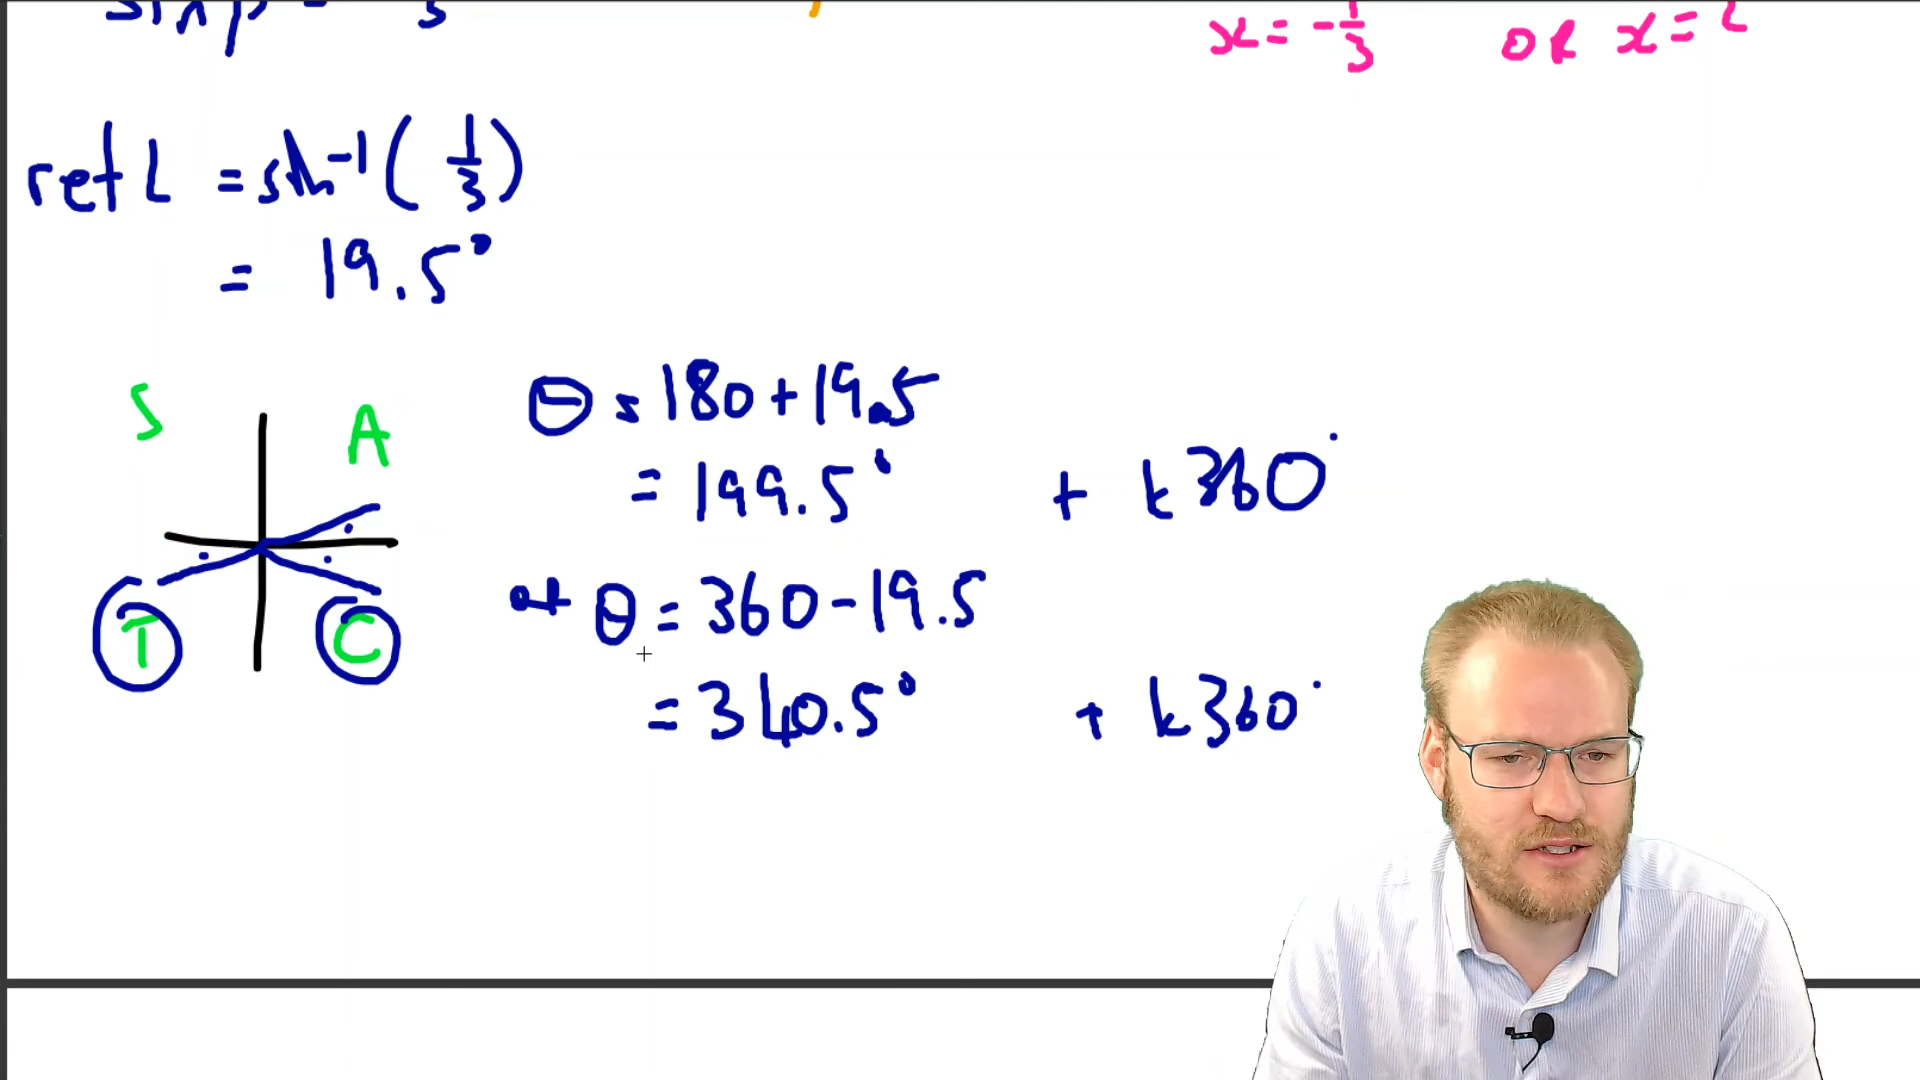 x = -1/3 OR x = 2
ref∠ = sin⁻¹(1/3)
= 19.5°
S A
T C
θ = 180 + 19.5
= 199.5° + k360°
or θ = 360 - 19.5
= 340.5° + k360°